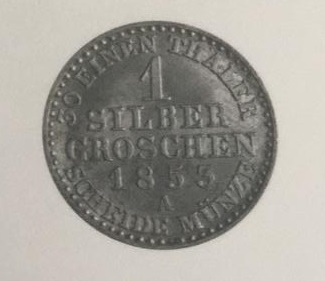 30 EINEN THALER
1
SILBER
GROSCHEN
1853
A
SCHEIDE MÜNZE